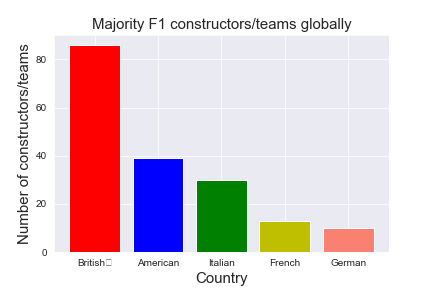 Majority F1 constructors/teams globally
Number of constructors/teams
80
60
40
20
0
British□ American Italian French German
Country